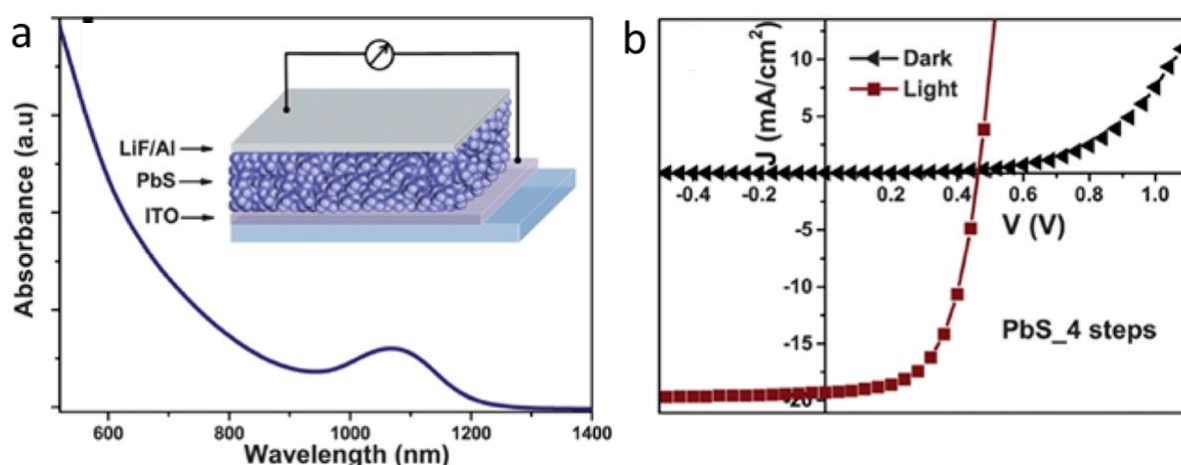 a
Absorbance (a.u)
LiF/Al
PbS
ITO
600 800 1000 1200 1400
Wavelength (nm)
b
J (mA/cm²)
Dark
Light
10
5
-0.4 -0.2 0.2 0.4 0.6 0.8 1.0
V (V)
-5
-10
-15
-20
PbS_4 steps